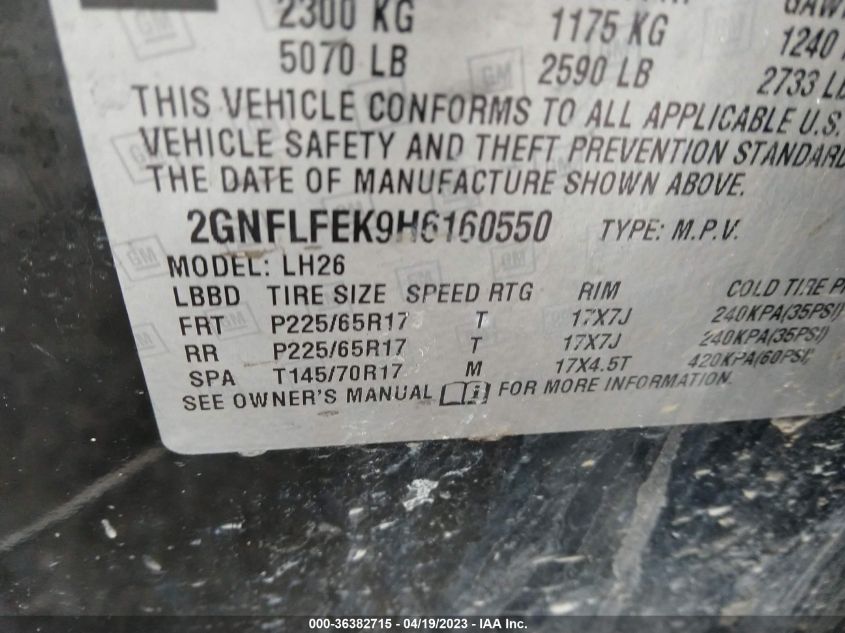 2300 KG 1175 KG 1240
5070 LB 2590 LB 2733 LB
THIS VEHICLE CONFORMS TO ALL APPLICABLE U.S.
VEHICLE SAFETY AND THEFT PREVENTION STANDARD
THE DATE OF MANUFACTURE SHOWN ABOVE.
2GNFLFEK9H6160550 TYPE: M.P.V.
MODEL: LH26
LBBD TIRE SIZE SPEED RTG RIM COLD TIRE P
FRT P225/65R17 T 17X7J 240KPA(35PSI)
RR P225/65R17 T 17X7J 240KPA(35PSI)
SPA T145/70R17 M 17X4.5T 420KPA(60PSI)
SEE OWNER'S MANUAL FOR MORE INFORMATION.
000-36382715 - 04/19/2023 - IAA Inc.